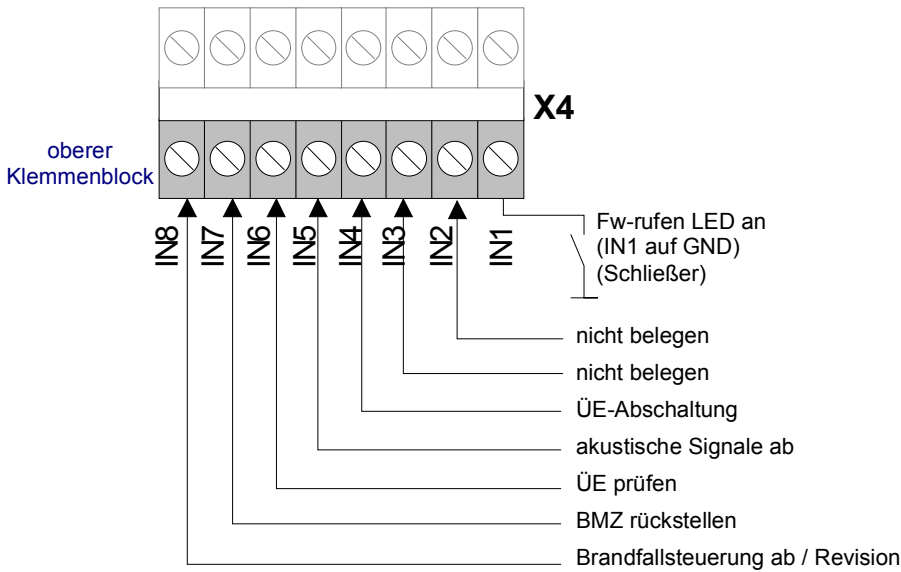 X4
oberer
Klemmenblock
IN8
IN7
IN6
IN5
IN4
IN3
IN2
IN1
Fw-rufen LED an
(IN1 auf GND)
(Schließer)
nicht belegen
nicht belegen
ÜE-Abschaltung
akustische Signale ab
ÜE prüfen
BMZ rückstellen
Brandfallsteuerung ab / Revision